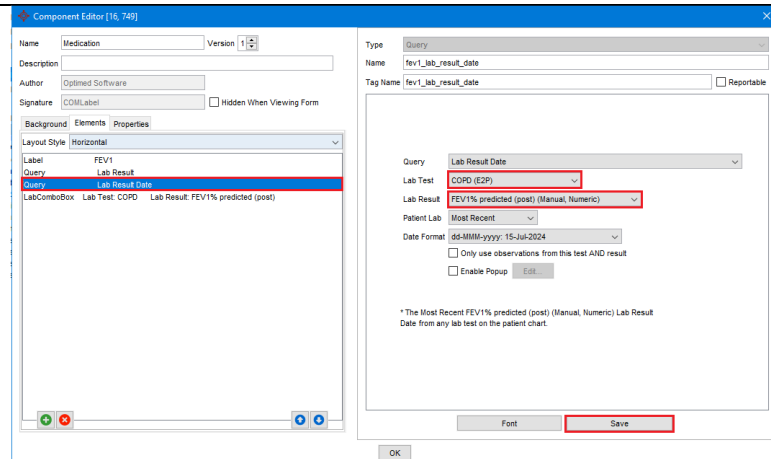 Component Editor [16, 749]
Name Medication Version 1
Description
Author Optimed Software
Signature COMLabel Hidden When Viewing Form
Background Elements Properties
Layout Style Horizontal
Label FEV1
Query Lab Result
Query Lab Result Date
LabComboBox Lab Test: COPD Lab Result: FEV1% predicted (post)
Type Query
Name fev1_lab_result_date
Tag Name fev1_lab_result_date Reportable
Query Lab Result Date
Lab Test COPD (E2P)
Lab Result FEV1% predicted (post) (Manual, Numeric)
Patient Lab Most Recent
Date Format dd-MMM-yyyy: 15-Jul-2024
Only use observations from this test AND result
Enable Popup Edit...
* The Most Recent FEV1% predicted (post) (Manual, Numeric) Lab Result
Date from any lab test on the patient chart.
Font Save
OK